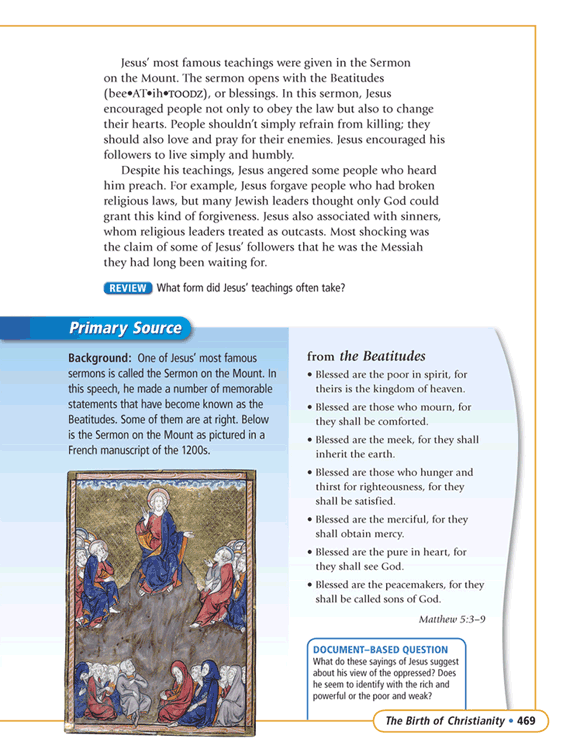 Jesus’ most famous teachings were given in the Sermon
on the Mount. The sermon opens with the Beatitudes
(bee•AT•ih•TOODZ), or blessings. In this sermon, Jesus
encouraged people not only to obey the law but also to change
their hearts. People shouldn’t simply refrain from killing; they
should also love and pray for their enemies. Jesus encouraged his
followers to live simply and humbly.
Despite his teachings, Jesus angered some people who heard
him preach. For example, Jesus forgave people who had broken
religious laws, but many Jewish leaders thought only God could
grant this kind of forgiveness. Jesus also associated with sinners,
whom religious leaders treated as outcasts. Most shocking was
the claim of some of Jesus’ followers that he was the Messiah
they had long been waiting for.
REVIEW What form did Jesus’ teachings often take?
Primary Source
Background: One of Jesus’ most famous
sermons is called the Sermon on the Mount. In
this speech, he made a number of memorable
statements that have become known as the
Beatitudes. Some of them are at right. Below
is the Sermon on the Mount as pictured in a
French manuscript of the 1200s.
from the Beatitudes
• Blessed are the poor in spirit, for
theirs is the kingdom of heaven.
• Blessed are those who mourn, for
they shall be comforted.
• Blessed are the meek, for they shall
inherit the earth.
• Blessed are those who hunger and
thirst for righteousness, for they
shall be satisfied.
• Blessed are the merciful, for they
shall obtain mercy.
• Blessed are the pure in heart, for
they shall see God.
• Blessed are the peacemakers, for they
shall be called sons of God.
Matthew 5:3–9
DOCUMENT–BASED QUESTION
What do these sayings of Jesus suggest
about his view of the oppressed? Does
he seem to identify with the rich and
powerful or the poor and weak?
The Birth of Christianity • 469